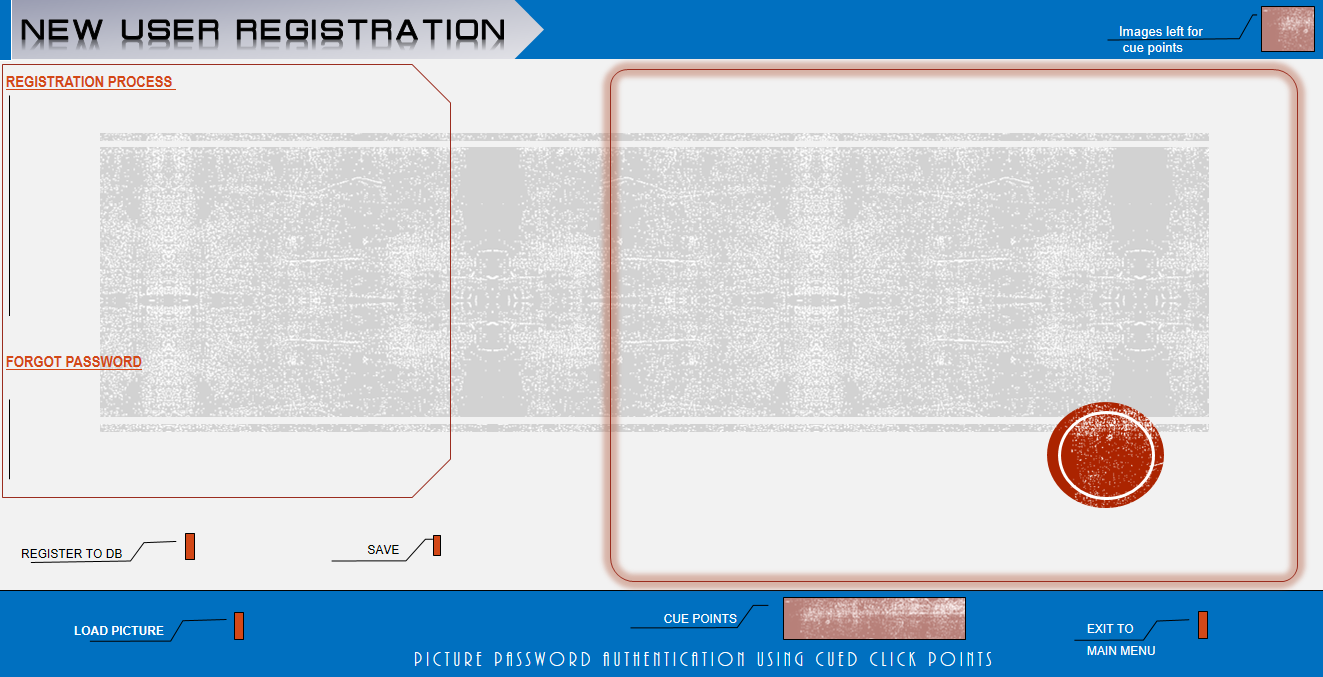 NEW USER REGISTRATION
Images left for
cue points
REGISTRATION PROCESS
FORGOT PASSWORD
REGISTER TO DB
SAVE
LOAD PICTURE
CUE POINTS
EXIT TO
MAIN MENU
PICTURE PASSWORD AUTHENTICATION USING CUED CLICK POINTS